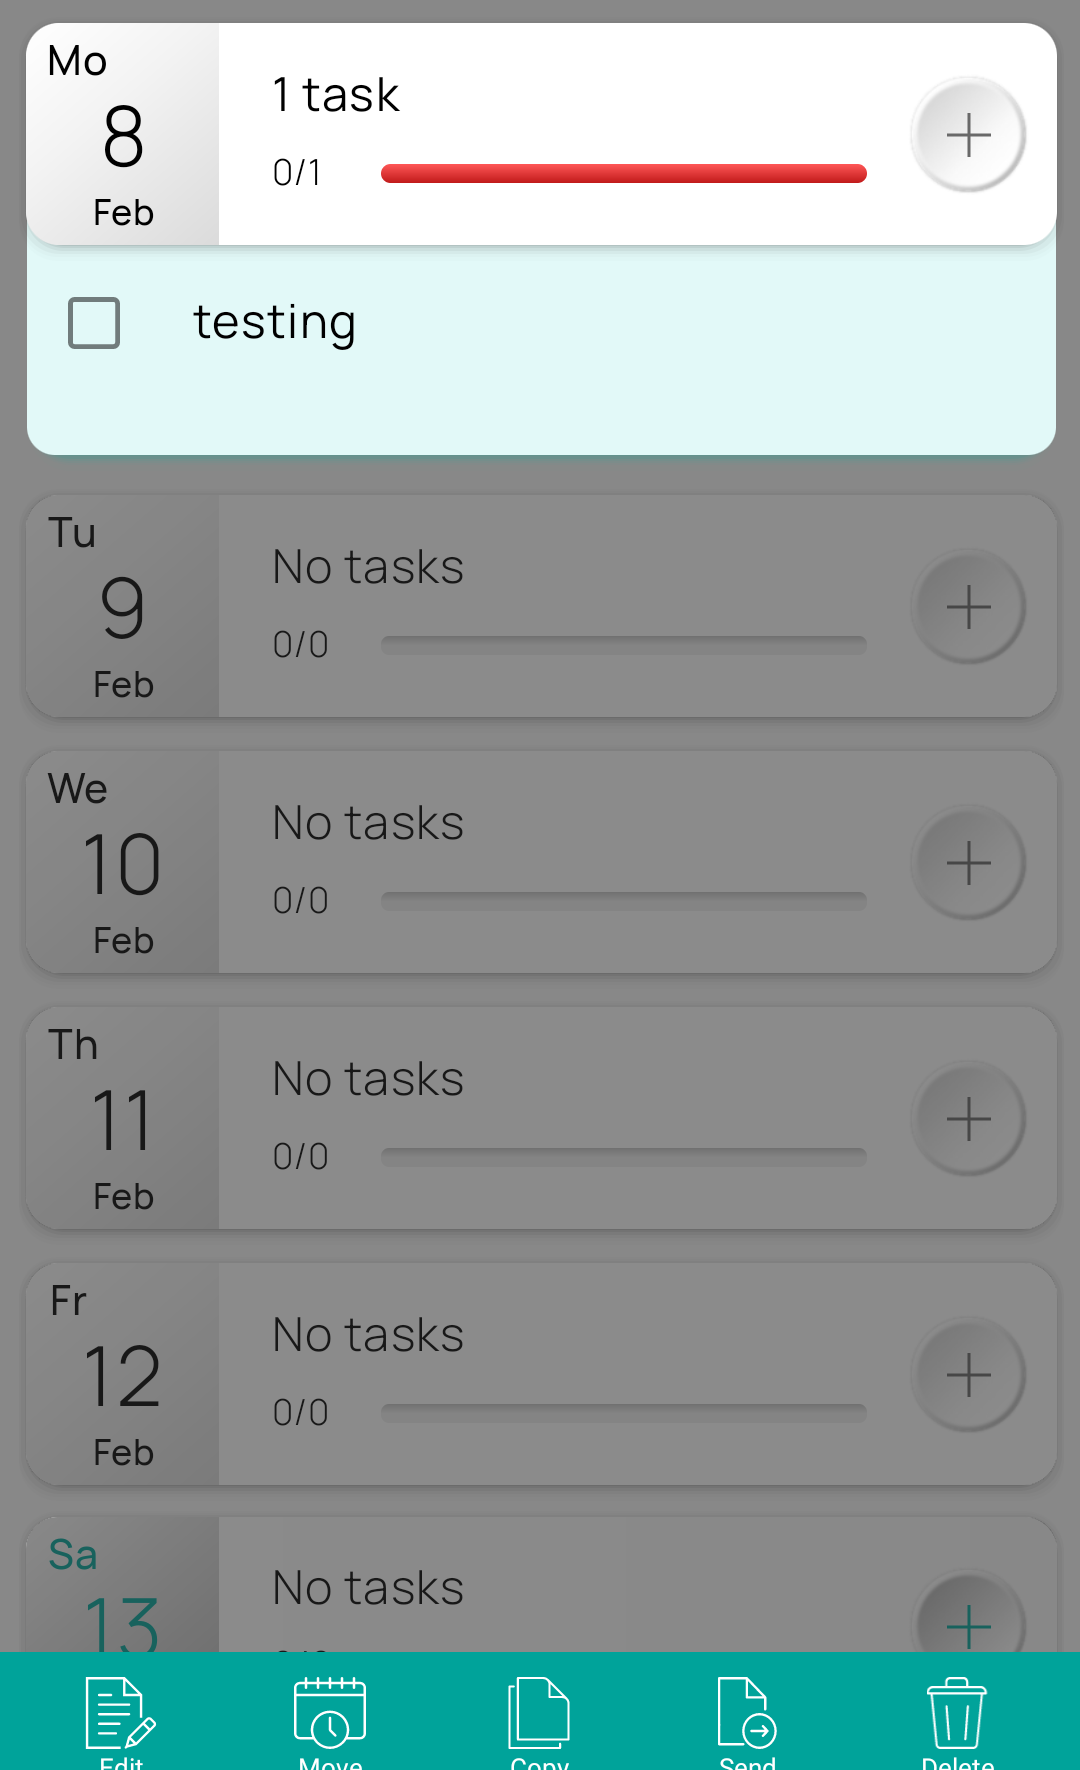 Mo
8
Feb
1 task
0/1
testing
Tu
9
Feb
No tasks
0/0
We
10
Feb
No tasks
0/0
Th
11
Feb
No tasks
0/0
Fr
12
Feb
No tasks
0/0
Sa
13
No tasks
Edit
Move
Copy
Send
Delete